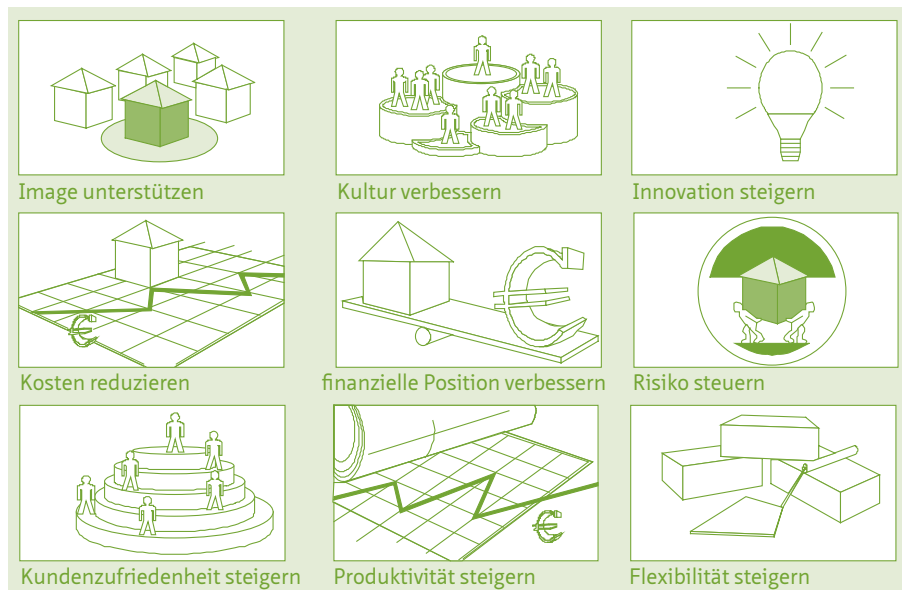 Image unterstützen
Kultur verbessern
Innovation steigern
€
Kosten reduzieren
€
finanzielle Position verbessern
Risiko steuern
Kundenzufriedenheit steigern
€
Produktivität steigern
Flexibilität steigern